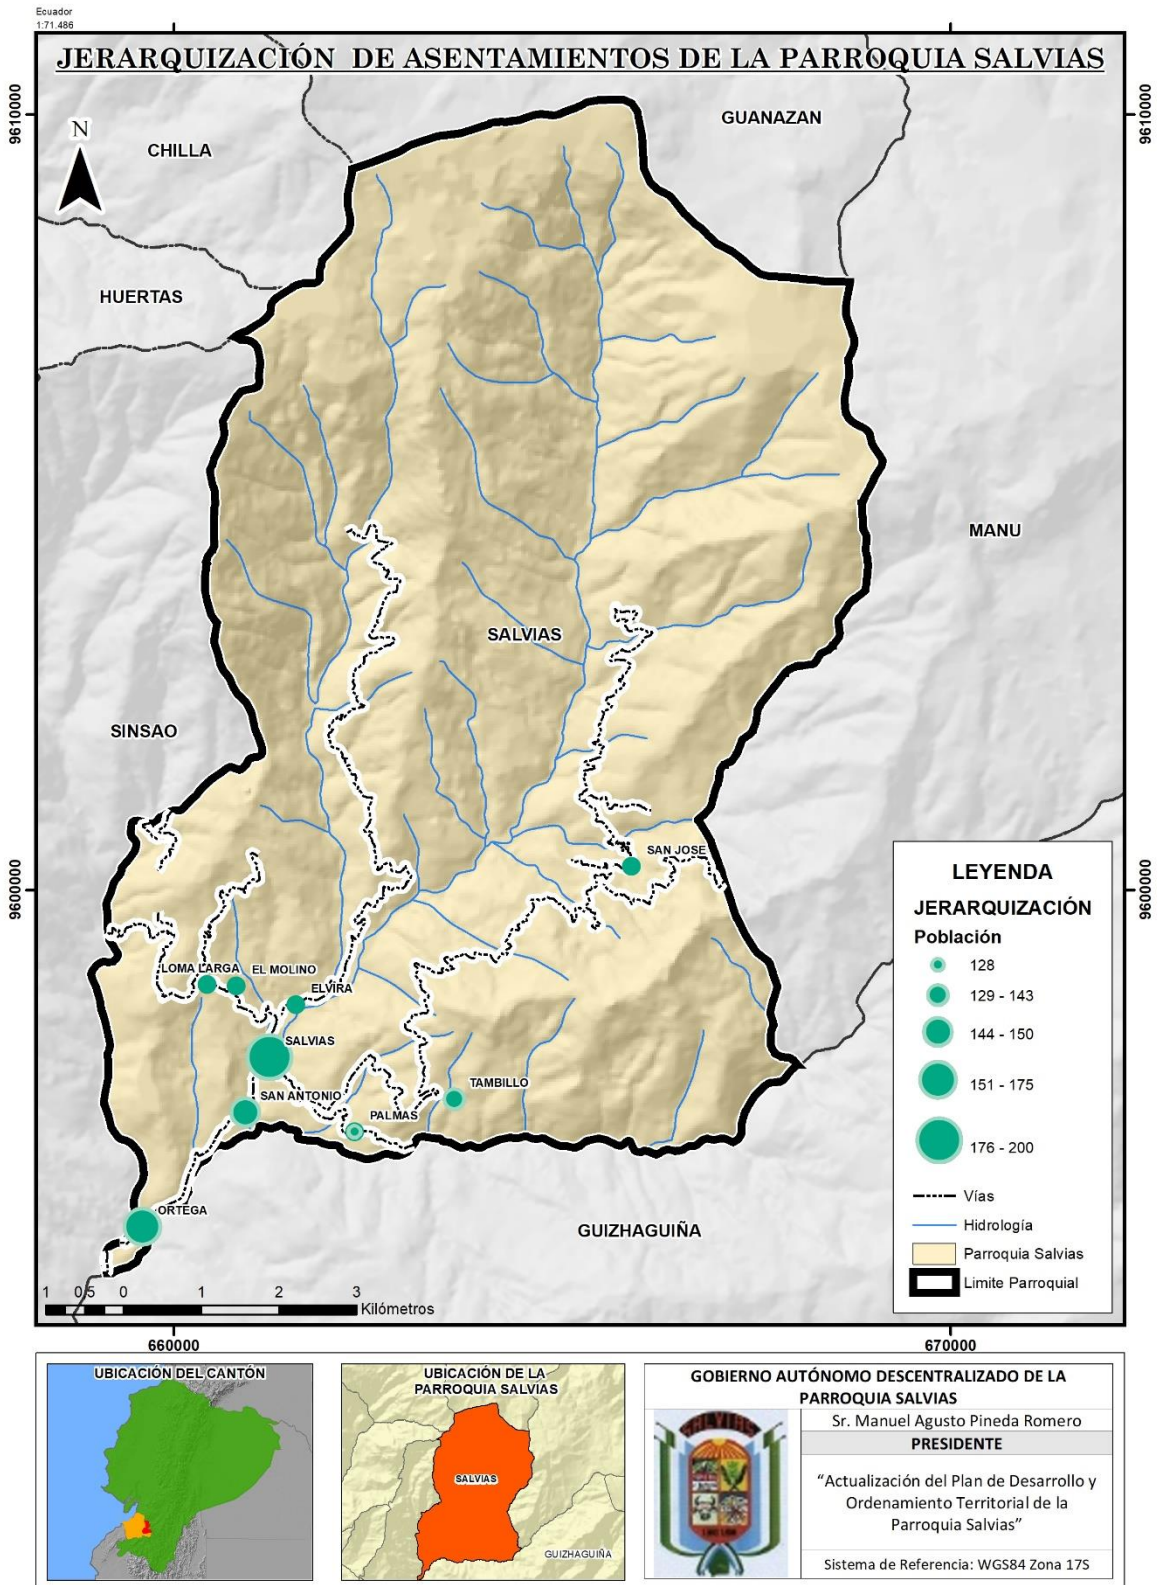 Ecuador
1:71.486
JERARQUIZACIÓN DE ASENTAMIENTOS DE LA PARROQUIA SALVIAS
9610000
9610000
GUANAZAN
N
CHILLA
HUERTAS
MANU
SALVIAS
SINSAO
SAN JOSE
9600000
9600000
LOMA LARGA
EL MOLINO
ELVIRA
SALVIAS
TAMBILLO
SAN ANTONIO
PALMAS
ORTEGA
GUIZHAGUIÑA
LEYENDA
JERARQUIZACIÓN
Población
128
129 - 143
144 - 150
151 - 175
176 - 200
Vías
Hidrología
Parroquia Salvias
Limite Parroquial
1 0,5 0 1 2 3
Kilómetros
660000
670000
UBICACIÓN DEL CANTÓN
UBICACIÓN DE LA
PARROQUIA SALVIAS
SALVIAS
GUIZHAGUIÑA
GOBIERNO AUTÓNOMO DESCENTRALIZADO DE LA
PARROQUIA SALVIAS
SALVIAS
Sr. Manuel Agusto Pineda Romero
PRESIDENTE
“Actualización del Plan de Desarrollo y
Ordenamiento Territorial de la
Parroquia Salvias”
Sistema de Referencia: WGS84 Zona 17S